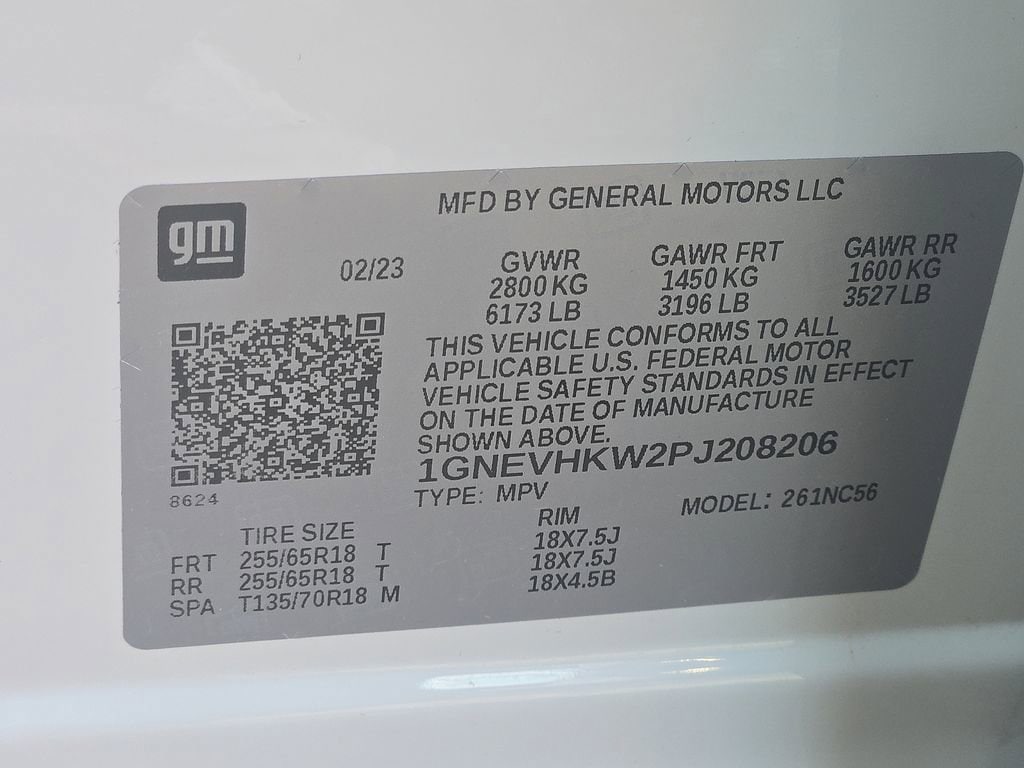 MFD BY GENERAL MOTORS LLC
gm
02/23
GVWR GAWR FRT GAWR RR
2800 KG 1450 KG 1600 KG
6173 LB 3196 LB 3527 LB
THIS VEHICLE CONFORMS TO ALL
APPLICABLE U.S. FEDERAL MOTOR
VEHICLE SAFETY STANDARDS IN EFFECT
ON THE DATE OF MANUFACTURE
SHOWN ABOVE.
1GNEVHKW2PJ208206
8624
TYPE: MPV MODEL: 261NC56
TIRE SIZE RIM
FRT 255/65R18 T 18X7.5J
RR 255/65R18 T 18X7.5J
SPA T135/70R18 M 18X4.5B